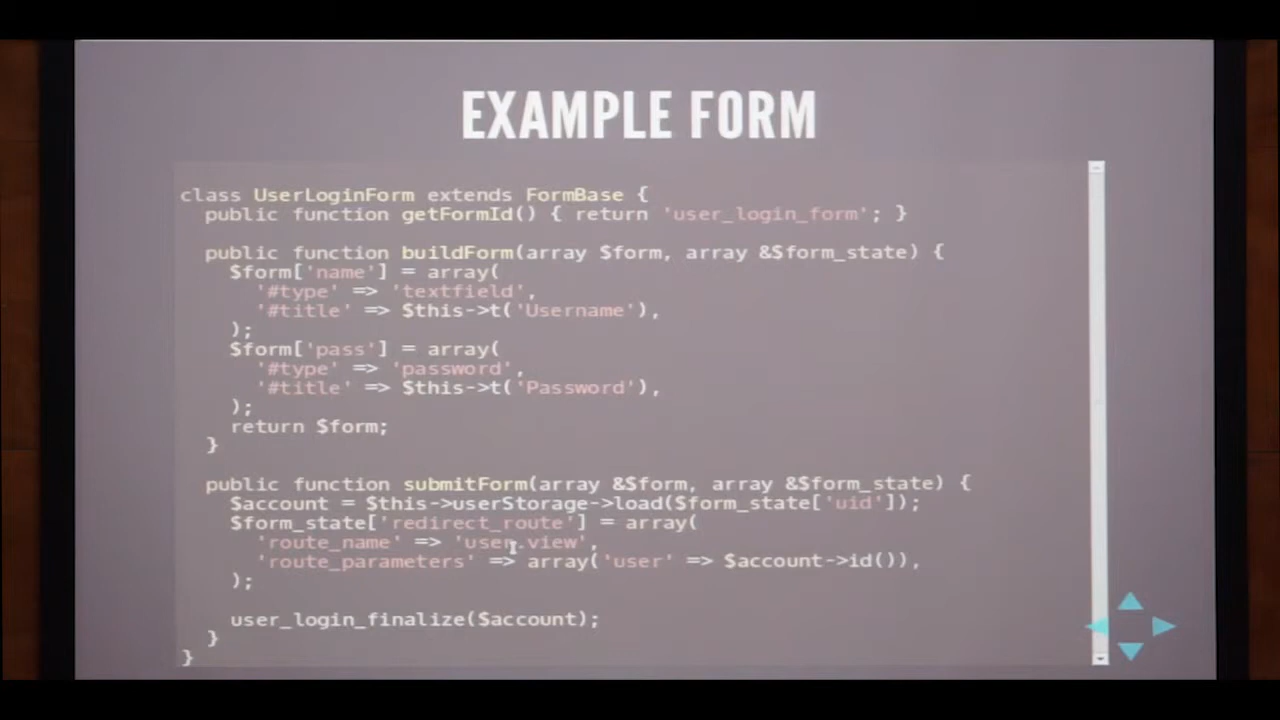 EXAMPLE FORM
class UserLoginForm extends FormBase {
public function getFormId() { return 'user_login_form'; }
public function buildForm(array $form, array &$form_state) {
$form['name'] = array(
'#type' => 'textfield',
'#title' => $this->t('Username'),
);
$form['pass'] = array(
'#type' => 'password',
'#title' => $this->t('Password'),
);
return $form;
}
public function submitForm(array &$form, array &$form_state) {
$account = $this->userStorage->load($form_state['uid']);
$form_state['redirect_route'] = array(
'route_name' => 'user.view',
'route_parameters' => array('user' => $account->id()),
);
user_login_finalize($account);
}
}